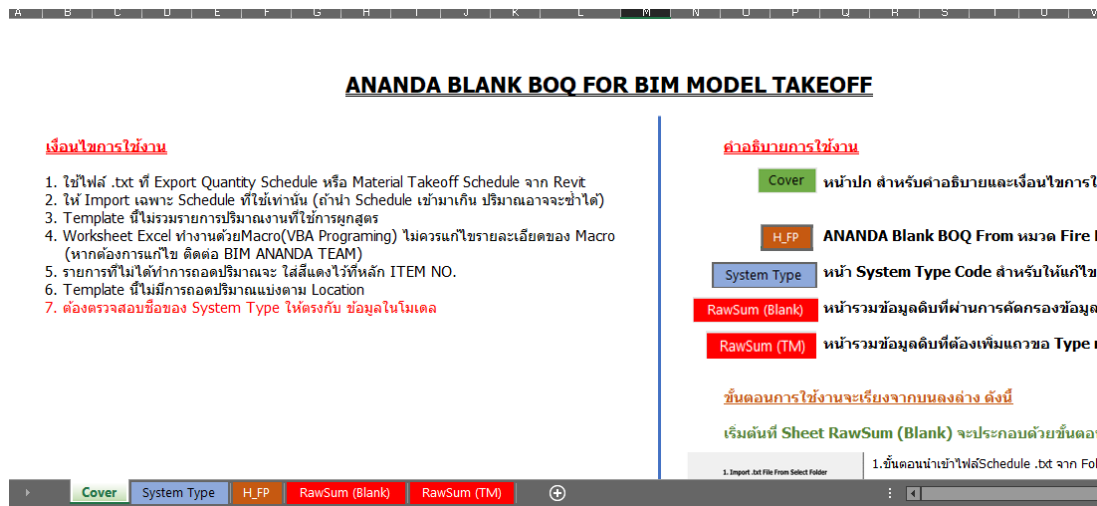 A B C D E F G H I J K L M N O P Q R S T U V
ANANDA BLANK BOQ FOR BIM MODEL TAKEOFF
เงื่อนไขการใช้งาน
1. ใช้ไฟล์ .txt ที่ Export Quantity Schedule หรือ Material Takeoff Schedule จาก Revit
2. ให้ Import เฉพาะ Schedule ที่ใช้เท่านั่น (ถ้านำ Schedule เข้ามาเกิน ปริมาณอาจจะซ้ำได้)
3. Template นี้ไม่รวมรายการปริมาณงานที่ใช้การผูกสูตร
4. Worksheet Excel ทำงานด้วยMacro(VBA Programing) ไม่ควรแก้ไขรายละเอียดของ Macro
(หากต้องการแก้ไข ติดต่อ BIM ANANDA TEAM)
5. รายการที่ไม่ได้ทำการถอดปริมาณจะ ใส่สีแดงไว้ที่หลัก ITEM NO.
6. Template นี้ไม่มีการถอดปริมาณแบ่งตาม Location
7. ต้องตรวจสอบชื่อของ System Type ให้ตรงกับ ข้อมูลในโมเดล
คำอธิบายการใช้งาน
Cover หน้าปก สำหรับคำอธิบายและเงื่อนไขการใ
H_FP ANANDA Blank BOQ From หมวด Fire
System Type หน้า System Type Code สำหรับให้แก้ไข
RawSum (Blank) หน้ารวมข้อมูลดิบที่ผ่านการคัดกรองข้อมูล
RawSum (TM) หน้ารวมข้อมูลดิบที่ต้องเพิ่มแถวขอ Type
ขั้นตอนการใช้งานจะเรียงจากบนลงล่าง ดังนี้
เริ่มต้นที่ Sheet RawSum (Blank) จะประกอบด้วยขั้นตอ
1. Import .txt File From Select Folder
1.ขั้นตอนนำเข้าไฟล์Schedule .txt จาก Fol
Cover System Type H_FP RawSum (Blank) RawSum (TM)